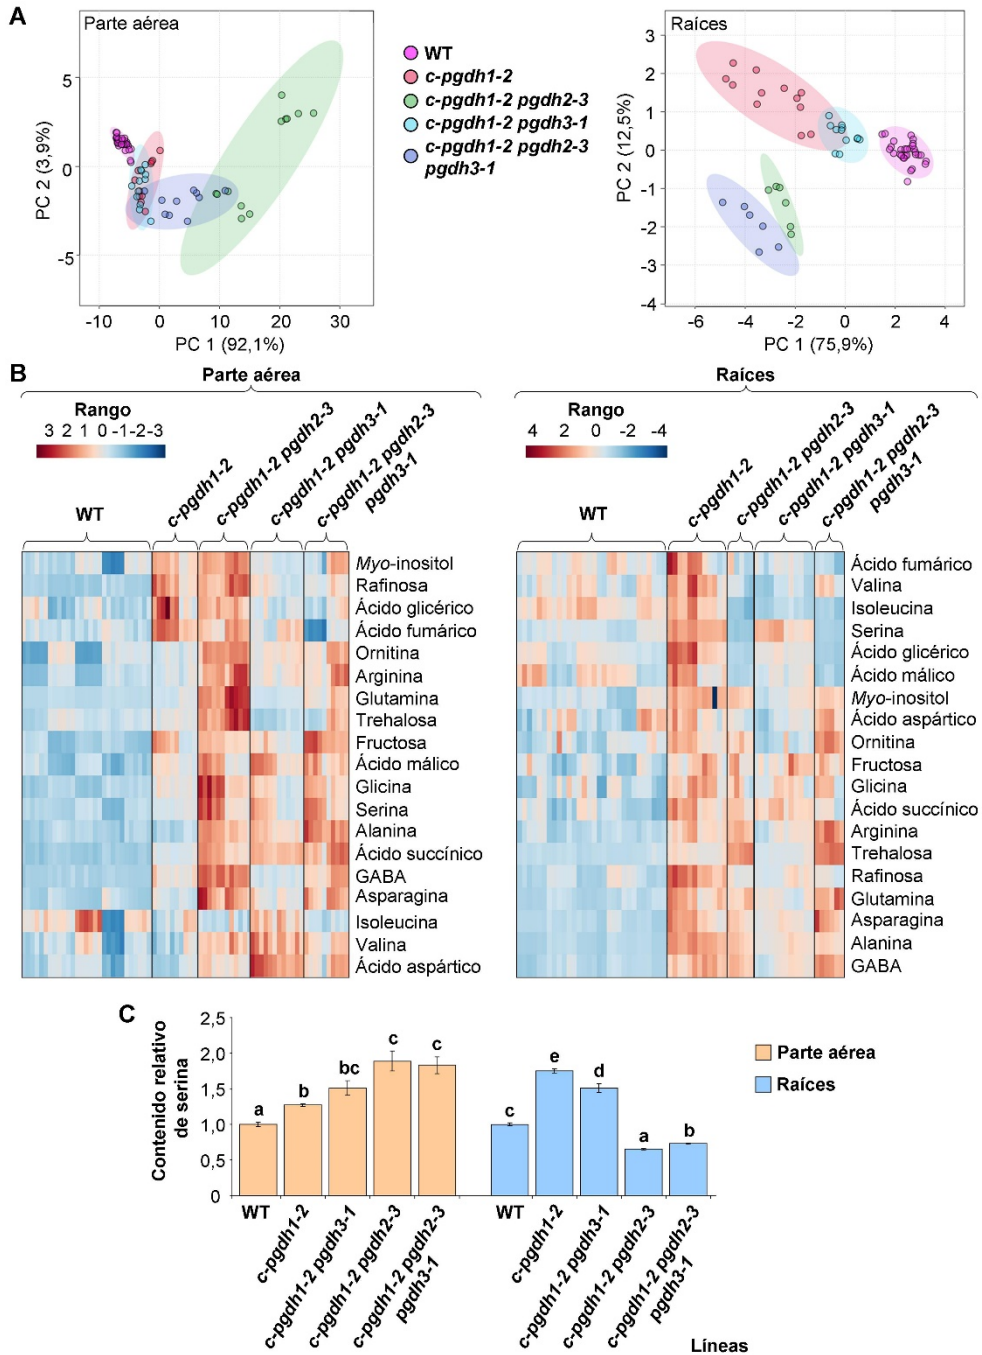 A
Parte aérea
5
0
-5
PC 2 (3,9%)
-10 0 10 20 30
PC 1 (92,1%)
WT
c-pgdh1-2
c-pgdh1-2 pgdh2-3
c-pgdh1-2 pgdh3-1
c-pgdh1-2 pgdh2-3
pgdh3-1
Raíces
3
2
1
0
-1
-2
-3
-4
PC 2 (12,5%)
-6 -4 -2 0 2 4
PC 1 (75,9%)
B
Parte aérea
Rango
3 2 1 0 -1 -2 -3
WT
c-pgdh1-2
c-pgdh1-2 pgdh2-3
c-pgdh1-2 pgdh3-1
c-pgdh1-2 pgdh2-3
pgdh3-1
Myo-inositol
Rafinosa
Ácido glicérico
Ácido fumárico
Ornitina
Arginina
Glutamina
Trehalosa
Fructosa
Ácido málico
Glicina
Serina
Alanina
Ácido succínico
GABA
Asparagina
Isoleucina
Valina
Ácido aspártico
Raíces
Rango
4 2 0 -2 -4
WT
c-pgdh1-2
c-pgdh1-2 pgdh2-3
c-pgdh1-2 pgdh3-1
c-pgdh1-2 pgdh2-3
pgdh3-1
Ácido fumárico
Valina
Isoleucina
Serina
Ácido glicérico
Ácido málico
Myo-inositol
Ácido aspártico
Ornitina
Fructosa
Glicina
Ácido succínico
Arginina
Trehalosa
Rafinosa
Glutamina
Asparagina
Alanina
GABA
C
Contenido relativo
de serina
2,5
2,0
1,5
1,0
0,5
0
a
b
bc
c
c
c
e
d
a
b
Parte aérea
Raíces
WT
c-pgdh1-2
c-pgdh1-2 pgdh3-1
c-pgdh1-2 pgdh2-3
c-pgdh1-2 pgdh2-3
pgdh3-1
WT
c-pgdh1-2
c-pgdh1-2 pgdh3-1
c-pgdh1-2 pgdh2-3
c-pgdh1-2 pgdh2-3
pgdh3-1
Líneas